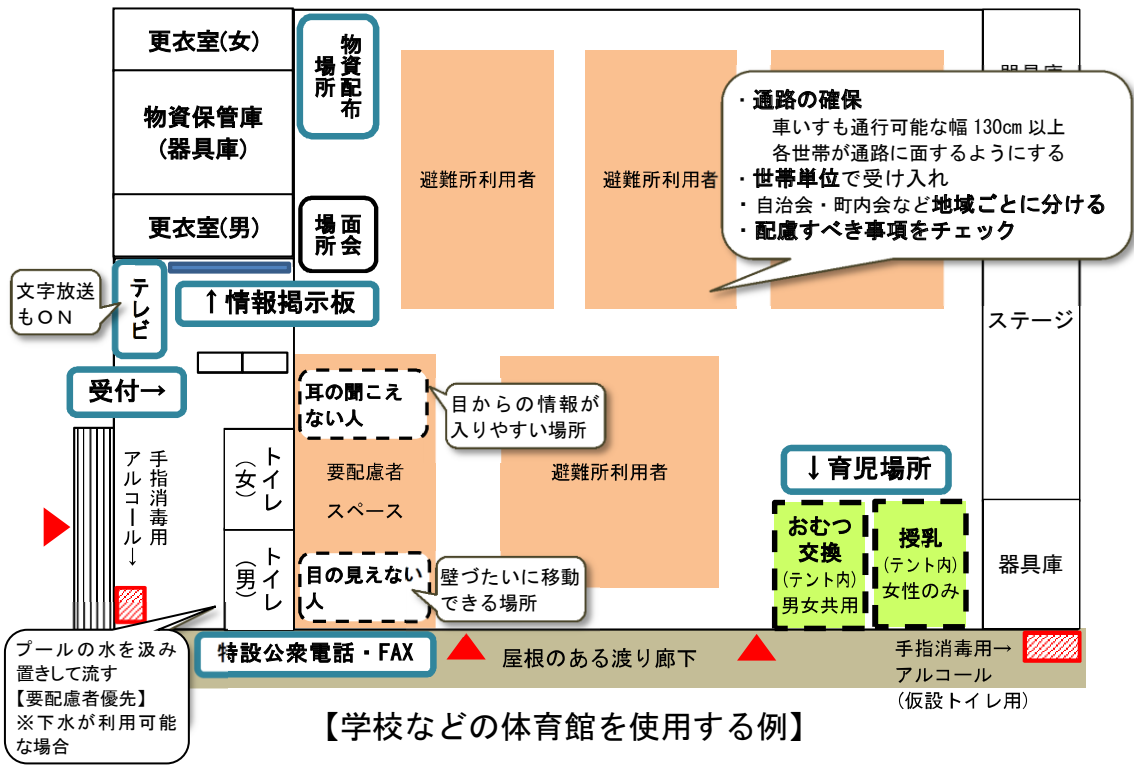 更衣室(女)
物資配布
場所
物資保管庫
(器具庫)
更衣室(男)
面会
場所
避難所利用者
避難所利用者
・通路の確保
車いすも通行可能な幅 130cm 以上
各世帯が通路に面するようにする
・世帯単位で受け入れ
・自治会・町内会など地域ごとに分ける
・配慮すべき事項をチェック
文字放送
もＯＮ
テレビ
↑情報掲示板
ステージ
受付→
耳の聞こえ
ない人
目からの情報が
入りやすい場所
手指消毒用
アルコール→
トイレ
(女)
要配慮者
スペース
避難所利用者
↓育児場所
トイレ
(男)
目の見えない
人
壁づたいに移動
できる場所
おむつ
交換
(テント内)
男女共用
授乳
(テント内)
女性のみ
器具庫
プールの水を汲み
置きして流す
【要配慮者優先】
※下水が利用可能
な場合
特設公衆電話・FAX
屋根のある渡り廊下
手指消毒用→
アルコール
(仮設トイレ用)
【学校などの体育館を使用する例】